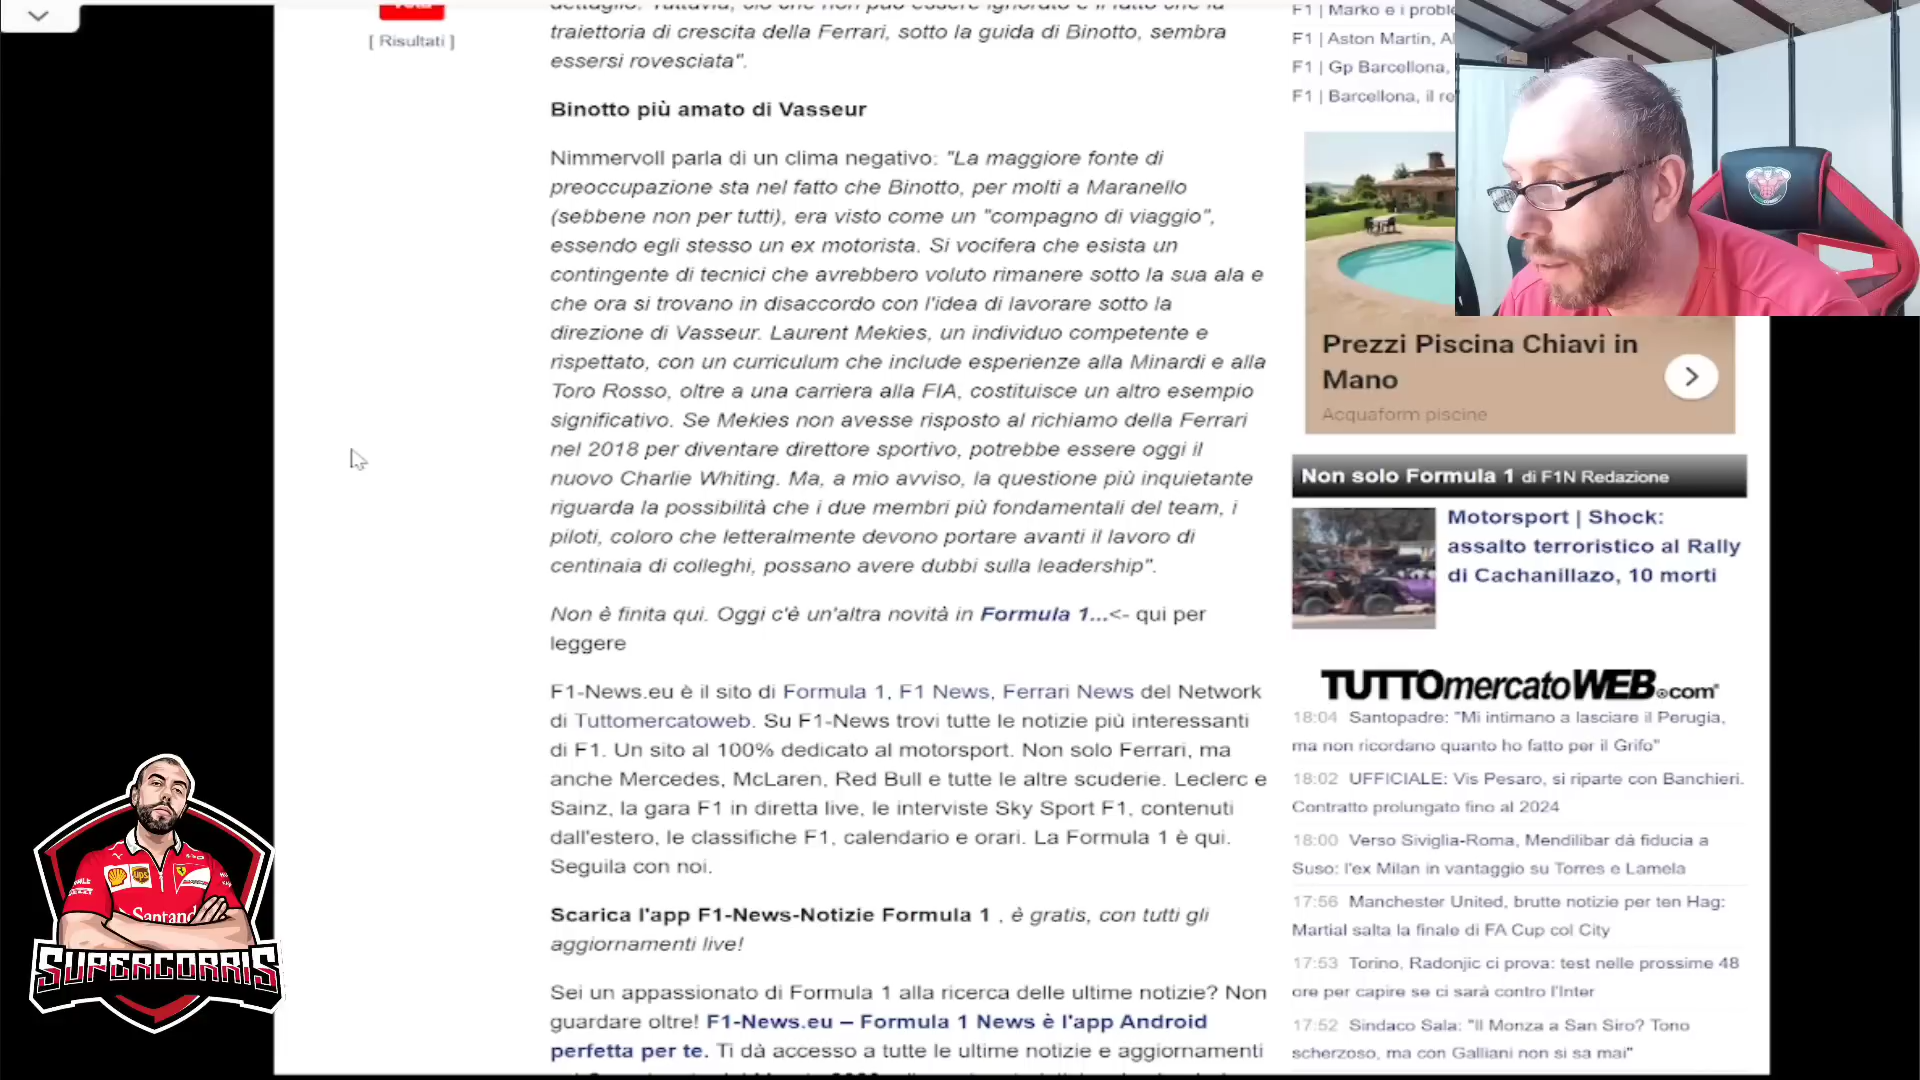 [ Risultati ]
traiettoria di crescita della Ferrari, sotto la guida di Binotto, sembra
essersi rovesciata".
Binotto più amato di Vasseur
Nimmervoll parla di un clima negativo: "La maggiore fonte di
preoccupazione sta nel fatto che Binotto, per molti a Maranello
(sebbene non per tutti), era visto come un "compagno di viaggio",
essendo egli stesso un ex motorista. Si vocifera che esista un
contingente di tecnici che avrebbero voluto rimanere sotto la sua ala e
che ora si trovano in disaccordo con l'idea di lavorare sotto la
direzione di Vasseur. Laurent Mekies, un individuo competente e
rispettato, con un curriculum che include esperienze alla Minardi e alla
Toro Rosso, oltre a una carriera alla FIA, costituisce un altro esempio
significativo. Se Mekies non avesse risposto al richiamo della Ferrari
nel 2018 per diventare direttore sportivo, potrebbe essere oggi il
nuovo Charlie Whiting. Ma, a mio avviso, la questione più inquietante
riguarda la possibilità che i due membri più fondamentali del team, i
piloti, coloro che letteralmente devono portare avanti il lavoro di
centinaia di colleghi, possano avere dubbi sulla leadership".
Non è finita qui. Oggi c'è un'altra novità in Formula 1...<- qui per
leggere
F1-News.eu è il sito di Formula 1, F1 News, Ferrari News del Network
di Tuttomercatoweb. Su F1-News trovi tutte le notizie più interessanti
di F1. Un sito al 100% dedicato al motorsport. Non solo Ferrari, ma
anche Mercedes, McLaren, Red Bull e tutte le altre scuderie. Leclerc e
Sainz, la gara F1 in diretta live, le interviste Sky Sport F1, contenuti
dall'estero, le classifiche F1, calendario e orari. La Formula 1 è qui.
Seguila con noi.
Scarica l'app F1-News-Notizie Formula 1 , è gratis, con tutti gli
aggiornamenti live!
Sei un appassionato di Formula 1 alla ricerca delle ultime notizie? Non
guardare oltre! F1-News.eu – Formula 1 News è l'app Android
perfetta per te. Ti dà accesso a tutte le ultime notizie e aggiornamenti
F1 | Marko e i
F1 | Aston Martin,
F1 | Gp Barcellona,
F1 | Barcellona, il
Prezzi Piscina Chiavi in
Mano
Acquaform piscine
Non solo Formula 1 di F1N Redazione
Motorsport | Shock:
assalto terroristico al Rally
di Cachanillazo, 10 morti
TUTTOmercatoWEB.com
18:04 Santopadre: "Mi intimano a lasciare il Perugia,
ma non ricordano quanto ho fatto per il Grifo"
18:02 UFFICIALE: Vis Pesaro, si riparte con Banchieri.
Contratto prolungato fino al 2024
18:00 Verso Siviglia-Roma, Mendilibar dà fiducia a
Suso: l'ex Milan in vantaggio su Torres e Lamela
17:56 Manchester United, brutte notizie per ten Hag:
Martial salta la finale di FA Cup col City
17:53 Torino, Radonjic ci prova: test nelle prossime 48
ore per capire se ci sarà contro l'Inter
17:52 Sindaco Sala: "Il Monza a San Siro? Tono
scherzoso, ma con Galliani non si sa mai"
ups
Santand
SUPERCORRIS